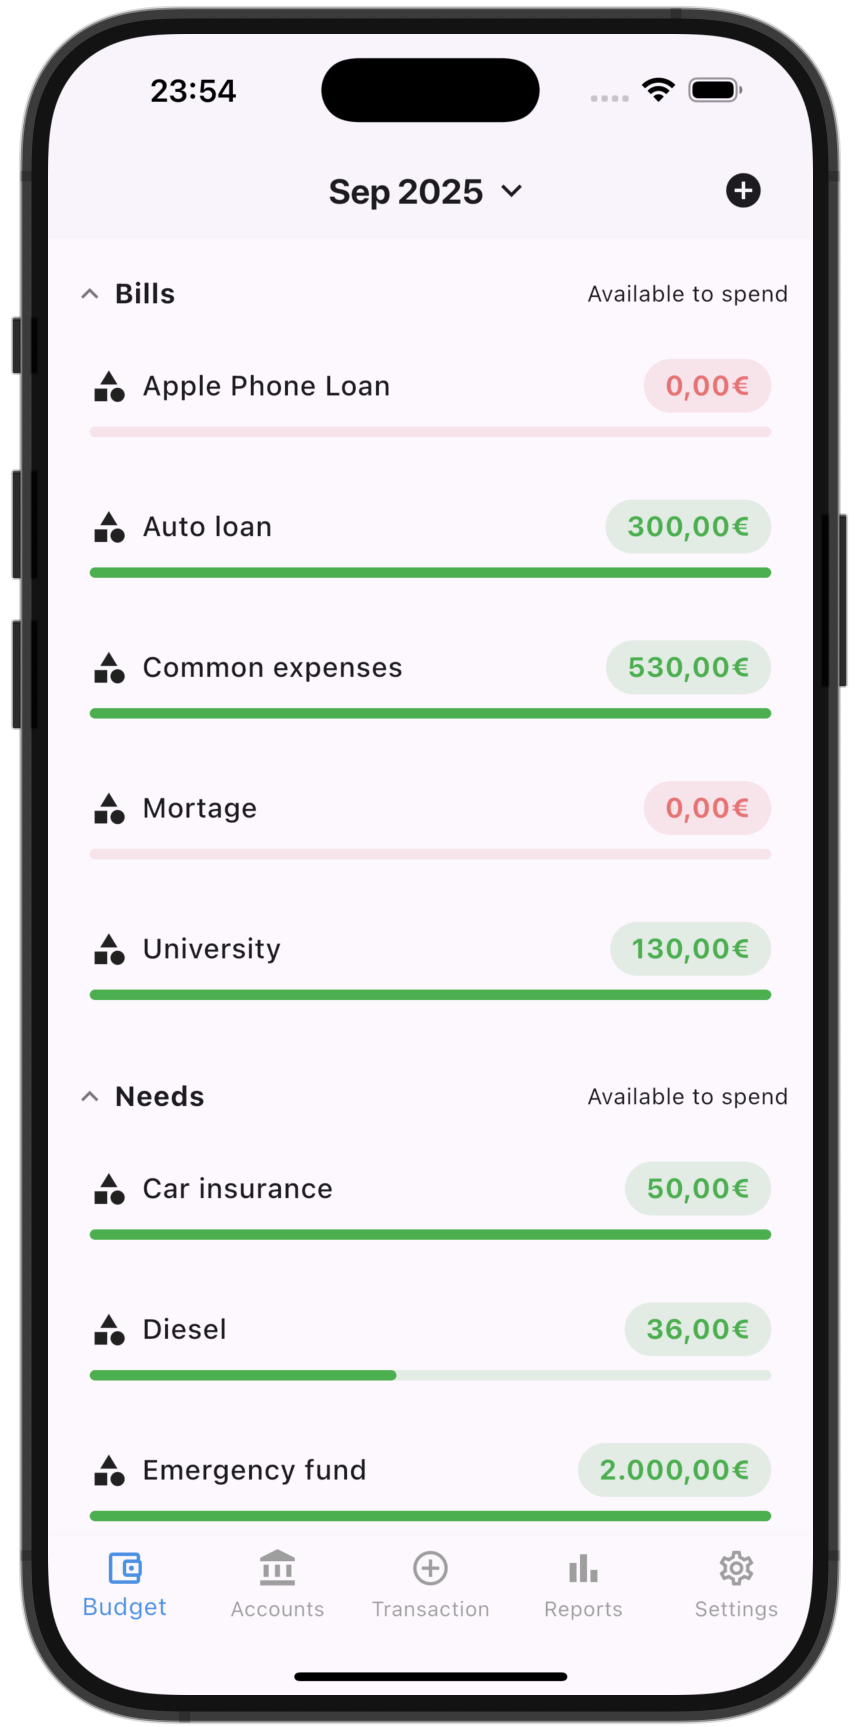 23:54
Sep 2025
Bills Available to spend
Apple Phone Loan 0,00€
Auto loan 300,00€
Common expenses 530,00€
Mortage 0,00€
University 130,00€
Needs Available to spend
Car insurance 50,00€
Diesel 36,00€
Emergency fund 2.000,00€
Budget Accounts Transaction Reports Settings